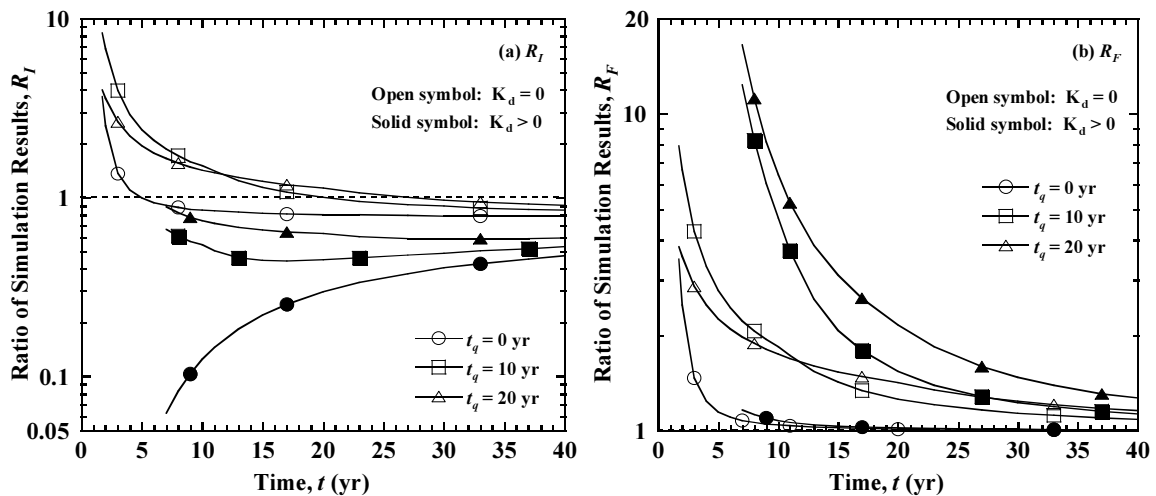 Ratio of Simulation Results, R_I
10
1
0.1
0.05
(a) R_I
Open symbol: K_d = 0
Solid symbol: K_d > 0
t_q = 0 yr
t_q = 10 yr
t_q = 20 yr
0 5 10 15 20 25 30 35 40
Time, t (yr)
Ratio of Simulation Results, R_F
20
10
1
(b) R_F
Open symbol: K_d = 0
Solid symbol: K_d > 0
t_q = 0 yr
t_q = 10 yr
t_q = 20 yr
0 5 10 15 20 25 30 35 40
Time, t (yr)